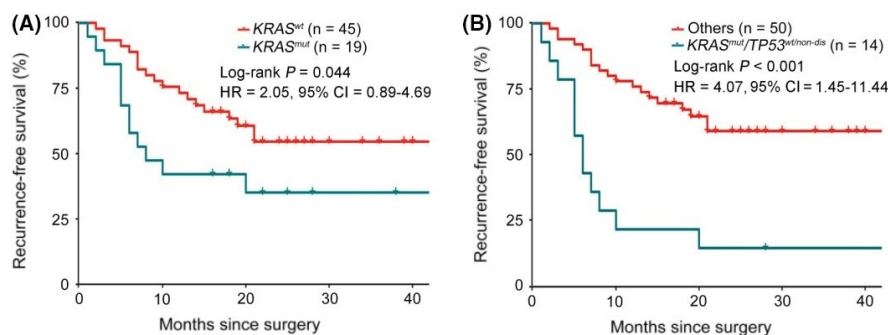 (A)
100
75
50
25
0
Recurrence-free survival (%)
KRASwt (n = 45)
KRASmut (n = 19)
Log-rank P = 0.044
HR = 2.05, 95% CI = 0.89-4.69
0 10 20 30 40
Months since surgery
(B)
100
75
50
25
0
Recurrence-free survival (%)
Others (n = 50)
KRASmut/TP53wt/non-dis (n = 14)
Log-rank P < 0.001
HR = 4.07, 95% CI = 1.45-11.44
0 10 20 30 40
Months since surgery